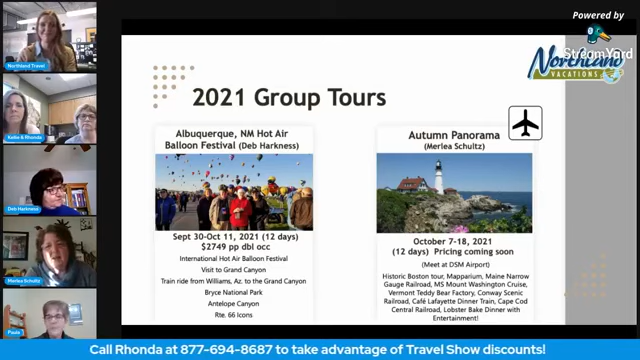 Powered by
StreamYard
Northland
VACATIONS
2021 Group Tours
Albuquerque, NM Hot Air
Balloon Festival (Deb Harkness)
Sept 30-Oct 11, 2021 (12 days)
$2749 pp dbl occ
International Hot Air Balloon Festival
Visit to Grand Canyon
Train ride from Williams, Az. to the Grand Canyon
Bryce National Park
Antelope Canyon
Rte. 66 Icons
Autumn Panorama
(Merlea Schultz)
October 7-18, 2021
(12 days) Pricing coming soon
(Meet at DSM Airport)
Historic Boston tour, Mapparium, Maine Narrow
Gauge Railroad, MS Mount Washington Cruise,
Vermont Teddy Bear Factory, Conway Scenic
Railroad, Café Lafayette Dinner Train, Cape Cod
Central Railroad, Lobster Bake Dinner with
Entertainment!
Northland Travel
Katie & Rhonda
Deb Harkness
Merlea Schultz
Paula
Call Rhonda at 877-694-8687 to take advantage of Travel Show discounts!